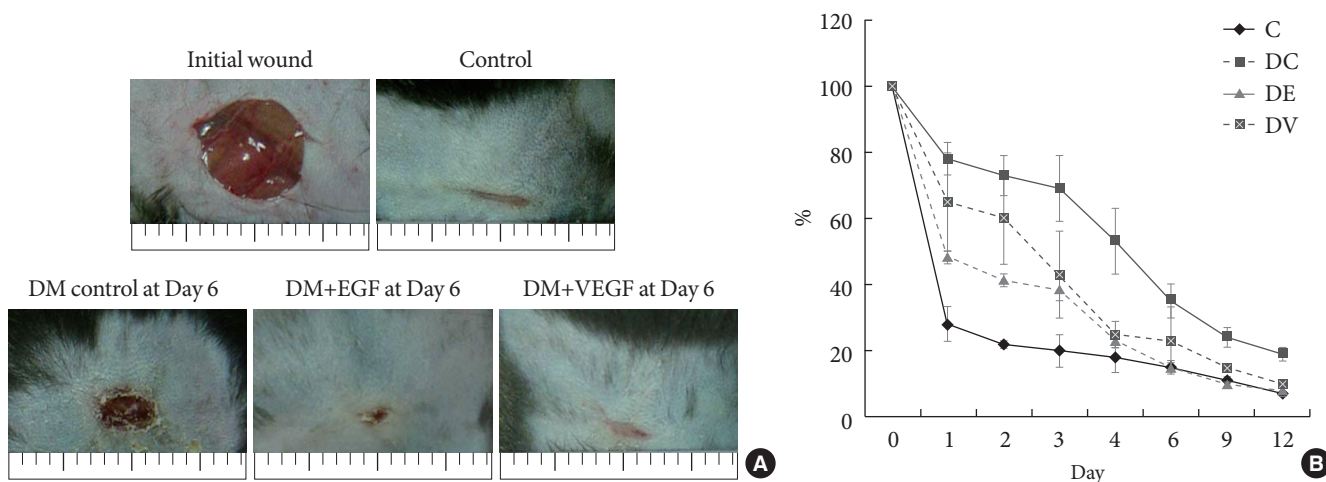 Initial wound
Control
DM control at Day 6
DM+EGF at Day 6
DM+VEGF at Day 6
A
120
100
80
60
40
20
0
%
0 1 2 3 4 6 9 12
Day
C
DC
DE
DV
B